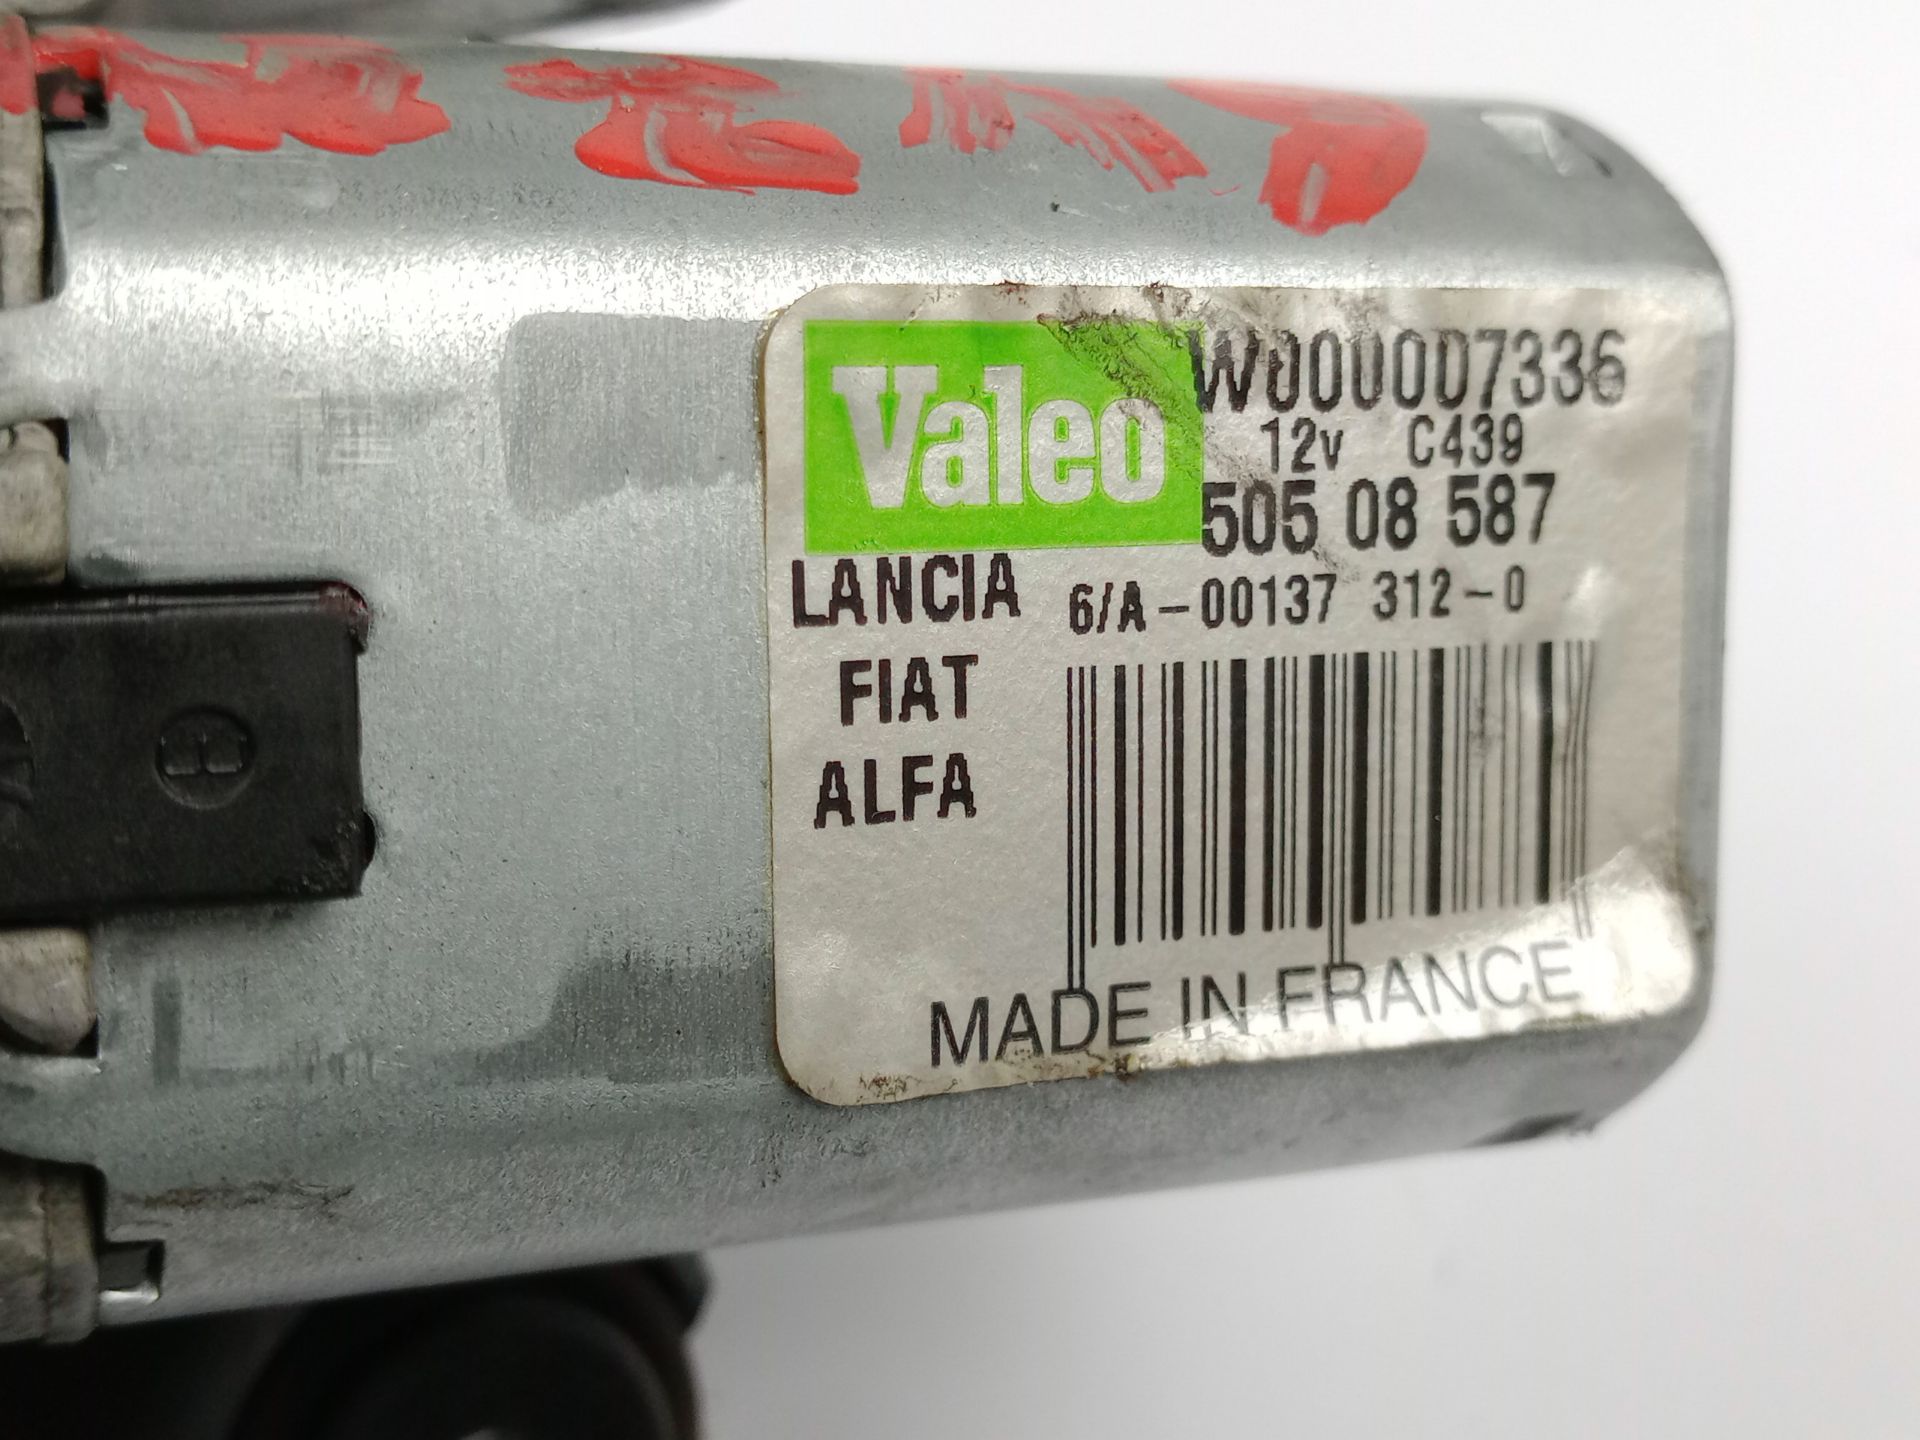 Valeo
W000007336
12v C439
505 08 587
LANCIA
6/A-00137 312-0
FIAT
ALFA
MADE IN FRANCE
B